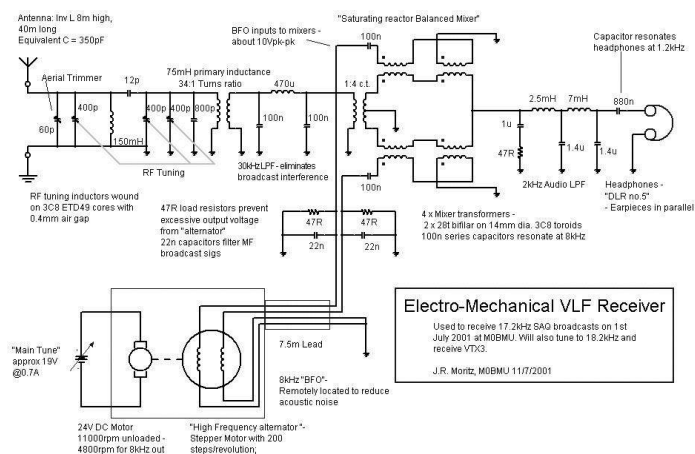 Antenna: Inv L 8m high,
40m long
Equivalent C = 350pF
BFO inputs to mixers -
about 10Vpk-pk
"Saturating reactor Balanced Mixer"
100n
Capacitor resonates
headphones at 1.2kHz
Aerial Trimmer
12p
75mH primary inductance
34:1 Turns ratio
470u
1:4 c.t.
400p
60p
150mH
400p
400p
800p
100n
100n
RF Tuning
30kHz LPF - eliminates
broadcast interference
2.5mH
7mH
880n
1u
47R
1.4u
1.4u
2kHz Audio LPF
100n
RF tuning inductors wound
on 3C8 ETD49 cores with
0.4mm air gap
47R load resistors prevent
excessive output voltage
from "alternator"
22n capacitors filter MF
broadcast sigs
47R
47R
22n
22n
4 x Mixer transformers -
2 x 28t bifilar on 14mm dia. 3C8 toroids
100n series capacitors resonate at 8kHz
Headphones -
"DLR no.5"
- Earpieces in parallel
"Main Tune"
approx 19V
@0.7A
7.5m Lead
8kHz "BFO"-
Remotely located to reduce
acoustic noise
24V DC Motor
11000rpm unloaded -
4800rpm for 8kHz out
"High Frequency alternator "-
Stepper Motor with 200
steps/revolution;
Electro-Mechanical VLF Receiver
Used to receive 17.2kHz SAQ broadcasts on 1st
July 2001 at M0BMU. Will also tune to 18.2kHz and
receive VTX3.
J.R. Moritz, M0BMU 11/7/2001